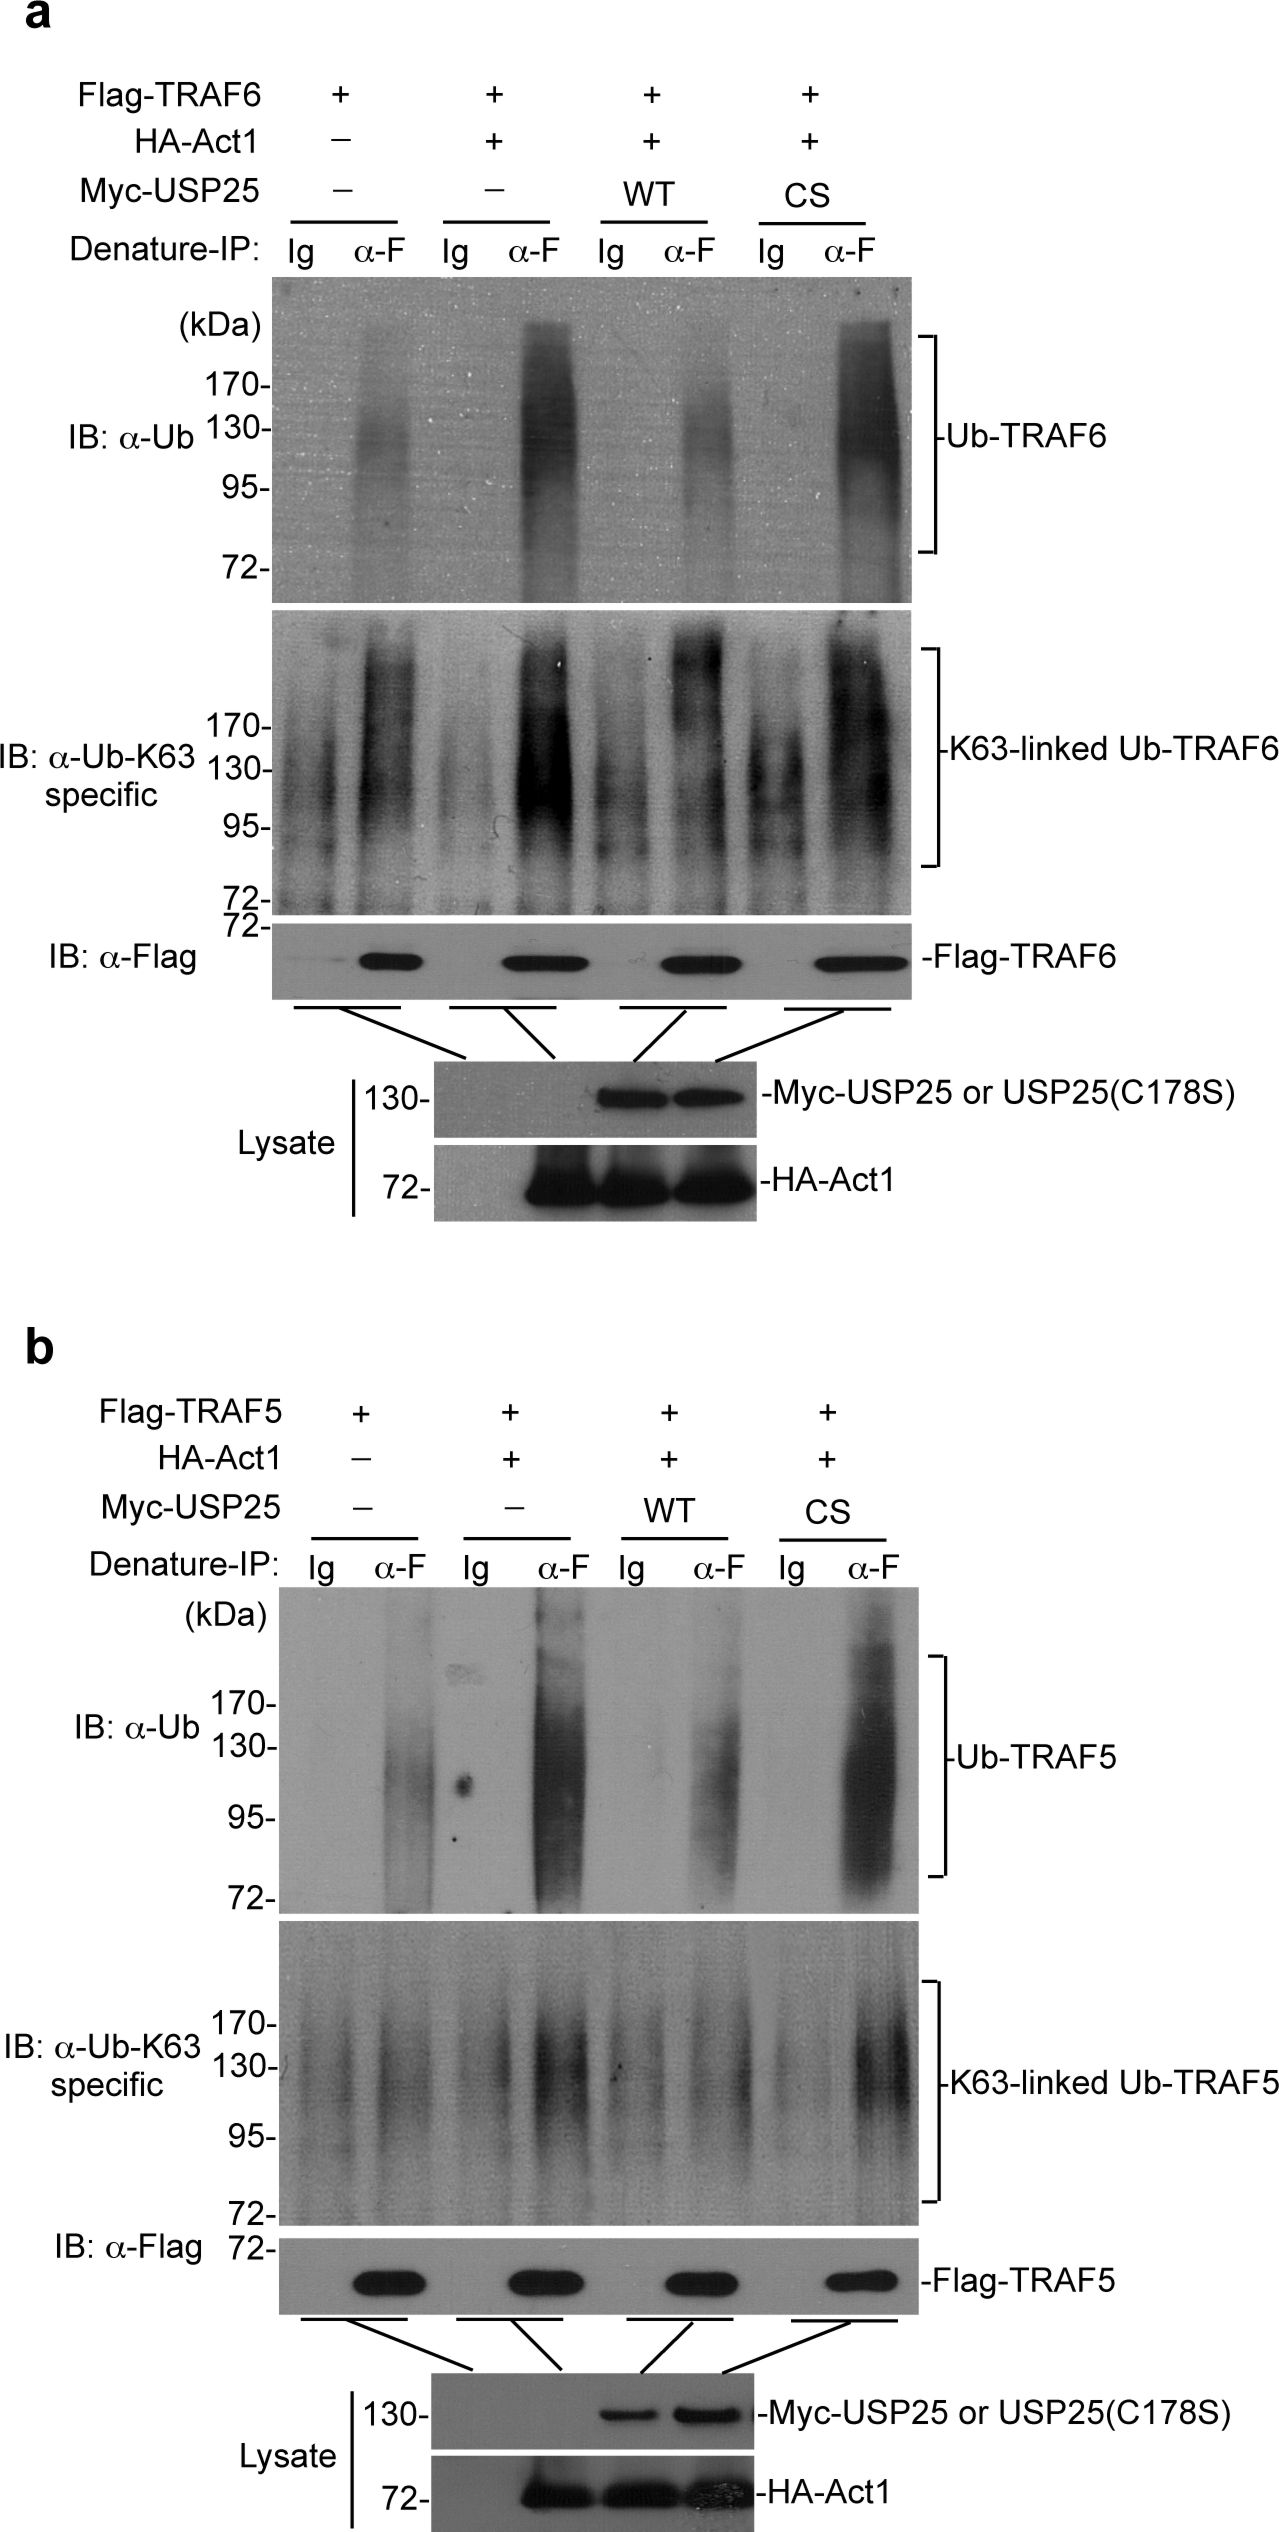 a
Flag-TRAF6 + + + +
HA-Act1 – + + +
Myc-USP25 – – WT CS
Denature-IP: Ig α-F Ig α-F Ig α-F Ig α-F
(kDa)
170-
IB: α-Ub 130- -Ub-TRAF6
95-
72-
170-
IB: α-Ub-K63 -K63-linked Ub-TRAF6
130-
specific
95-
72-
72-
IB: α-Flag -Flag-TRAF6
130- -Myc-USP25 or USP25(C178S)
Lysate
72- -HA-Act1
b
Flag-TRAF5 + + + +
HA-Act1 – + + +
Myc-USP25 – – WT CS
Denature-IP: Ig α-F Ig α-F Ig α-F Ig α-F
(kDa)
170-
IB: α-Ub
130- -Ub-TRAF5
95-
72-
170-
IB: α-Ub-K63
130-
specific -K63-linked Ub-TRAF5
95-
72-
IB: α-Flag 72-
-Flag-TRAF5
130- -Myc-USP25 or USP25(C178S)
Lysate
72- -HA-Act1